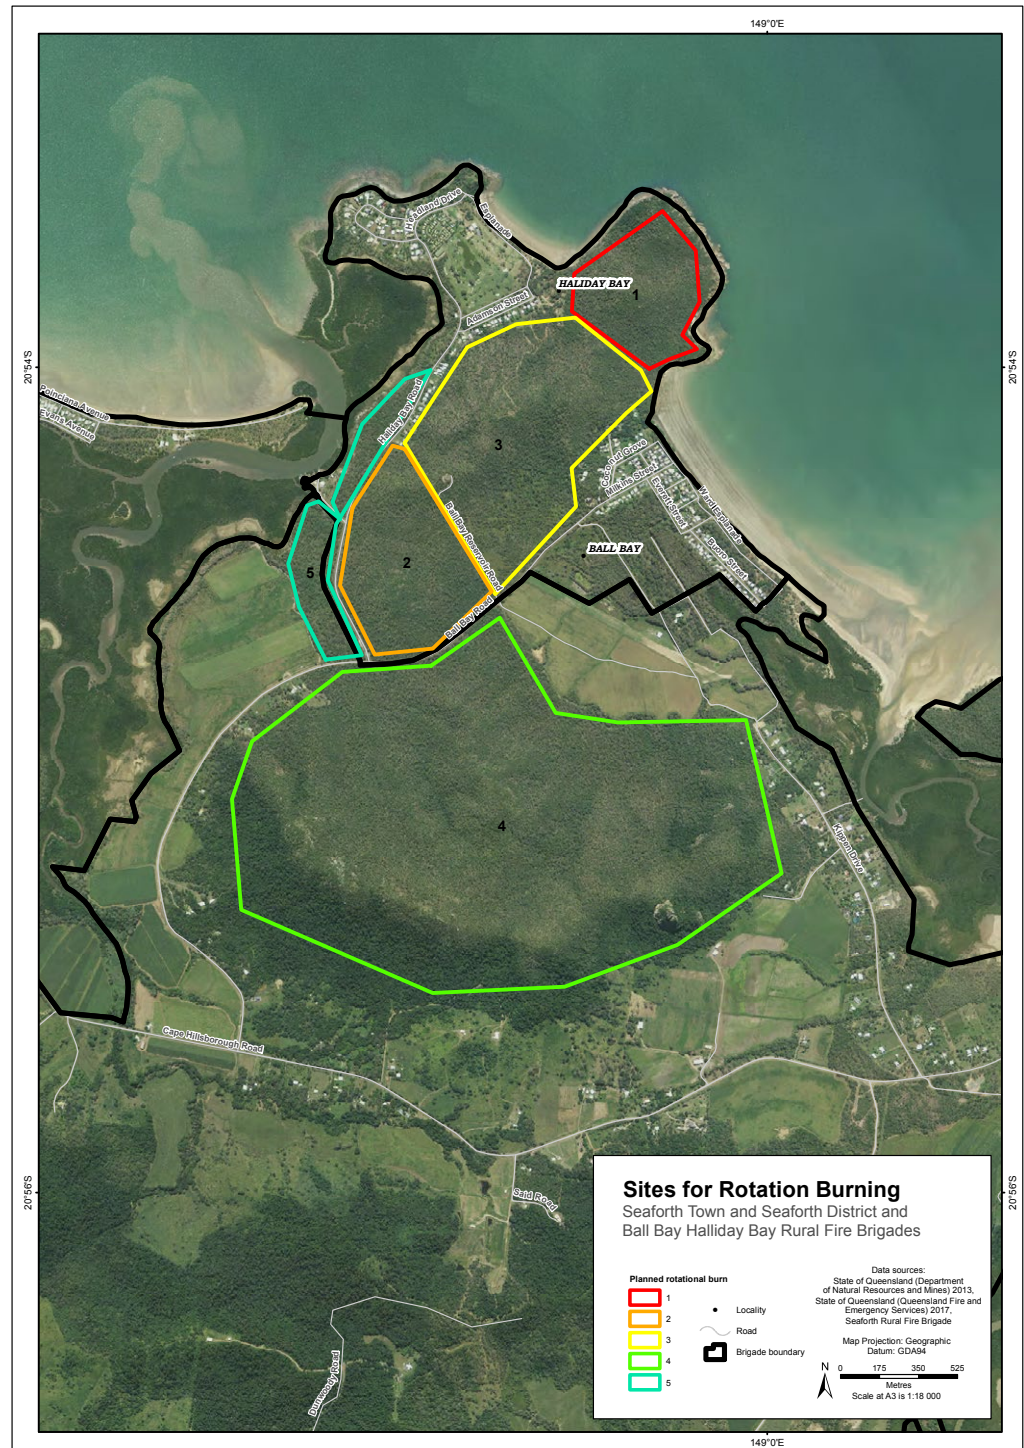 149°0'E
Headland Drive
Esplanade
HALIDAY BAY
1
Adamson Street
20°54'S
20°54'S
Poinciana Avenue
Evans Avenue
Haliday Bay Road
3
Coconut Grove
Milkins Street
Everett Street
Ward Esplanade
Buoro Street
Ball Bay Reservoir Road
BALL BAY
2
5
Ball Bay Road
4
Kippen Drive
Cape Hillsborough Road
Said Road
20°56'S
20°56'S
Dunwoody Road
Sites for Rotation Burning
Seaforth Town and Seaforth District and
Ball Bay Halliday Bay Rural Fire Brigades
Planned rotational burn
1
2
3
4
5
Locality
Road
Brigade boundary
Data sources:
State of Queensland (Department
of Natural Resources and Mines) 2013,
State of Queensland (Queensland Fire and
Emergency Services) 2017,
Seaforth Rural Fire Brigade
Map Projection: Geographic
Datum: GDA94
N
0 175 350 525
Metres
Scale at A3 is 1:18 000
149°0'E